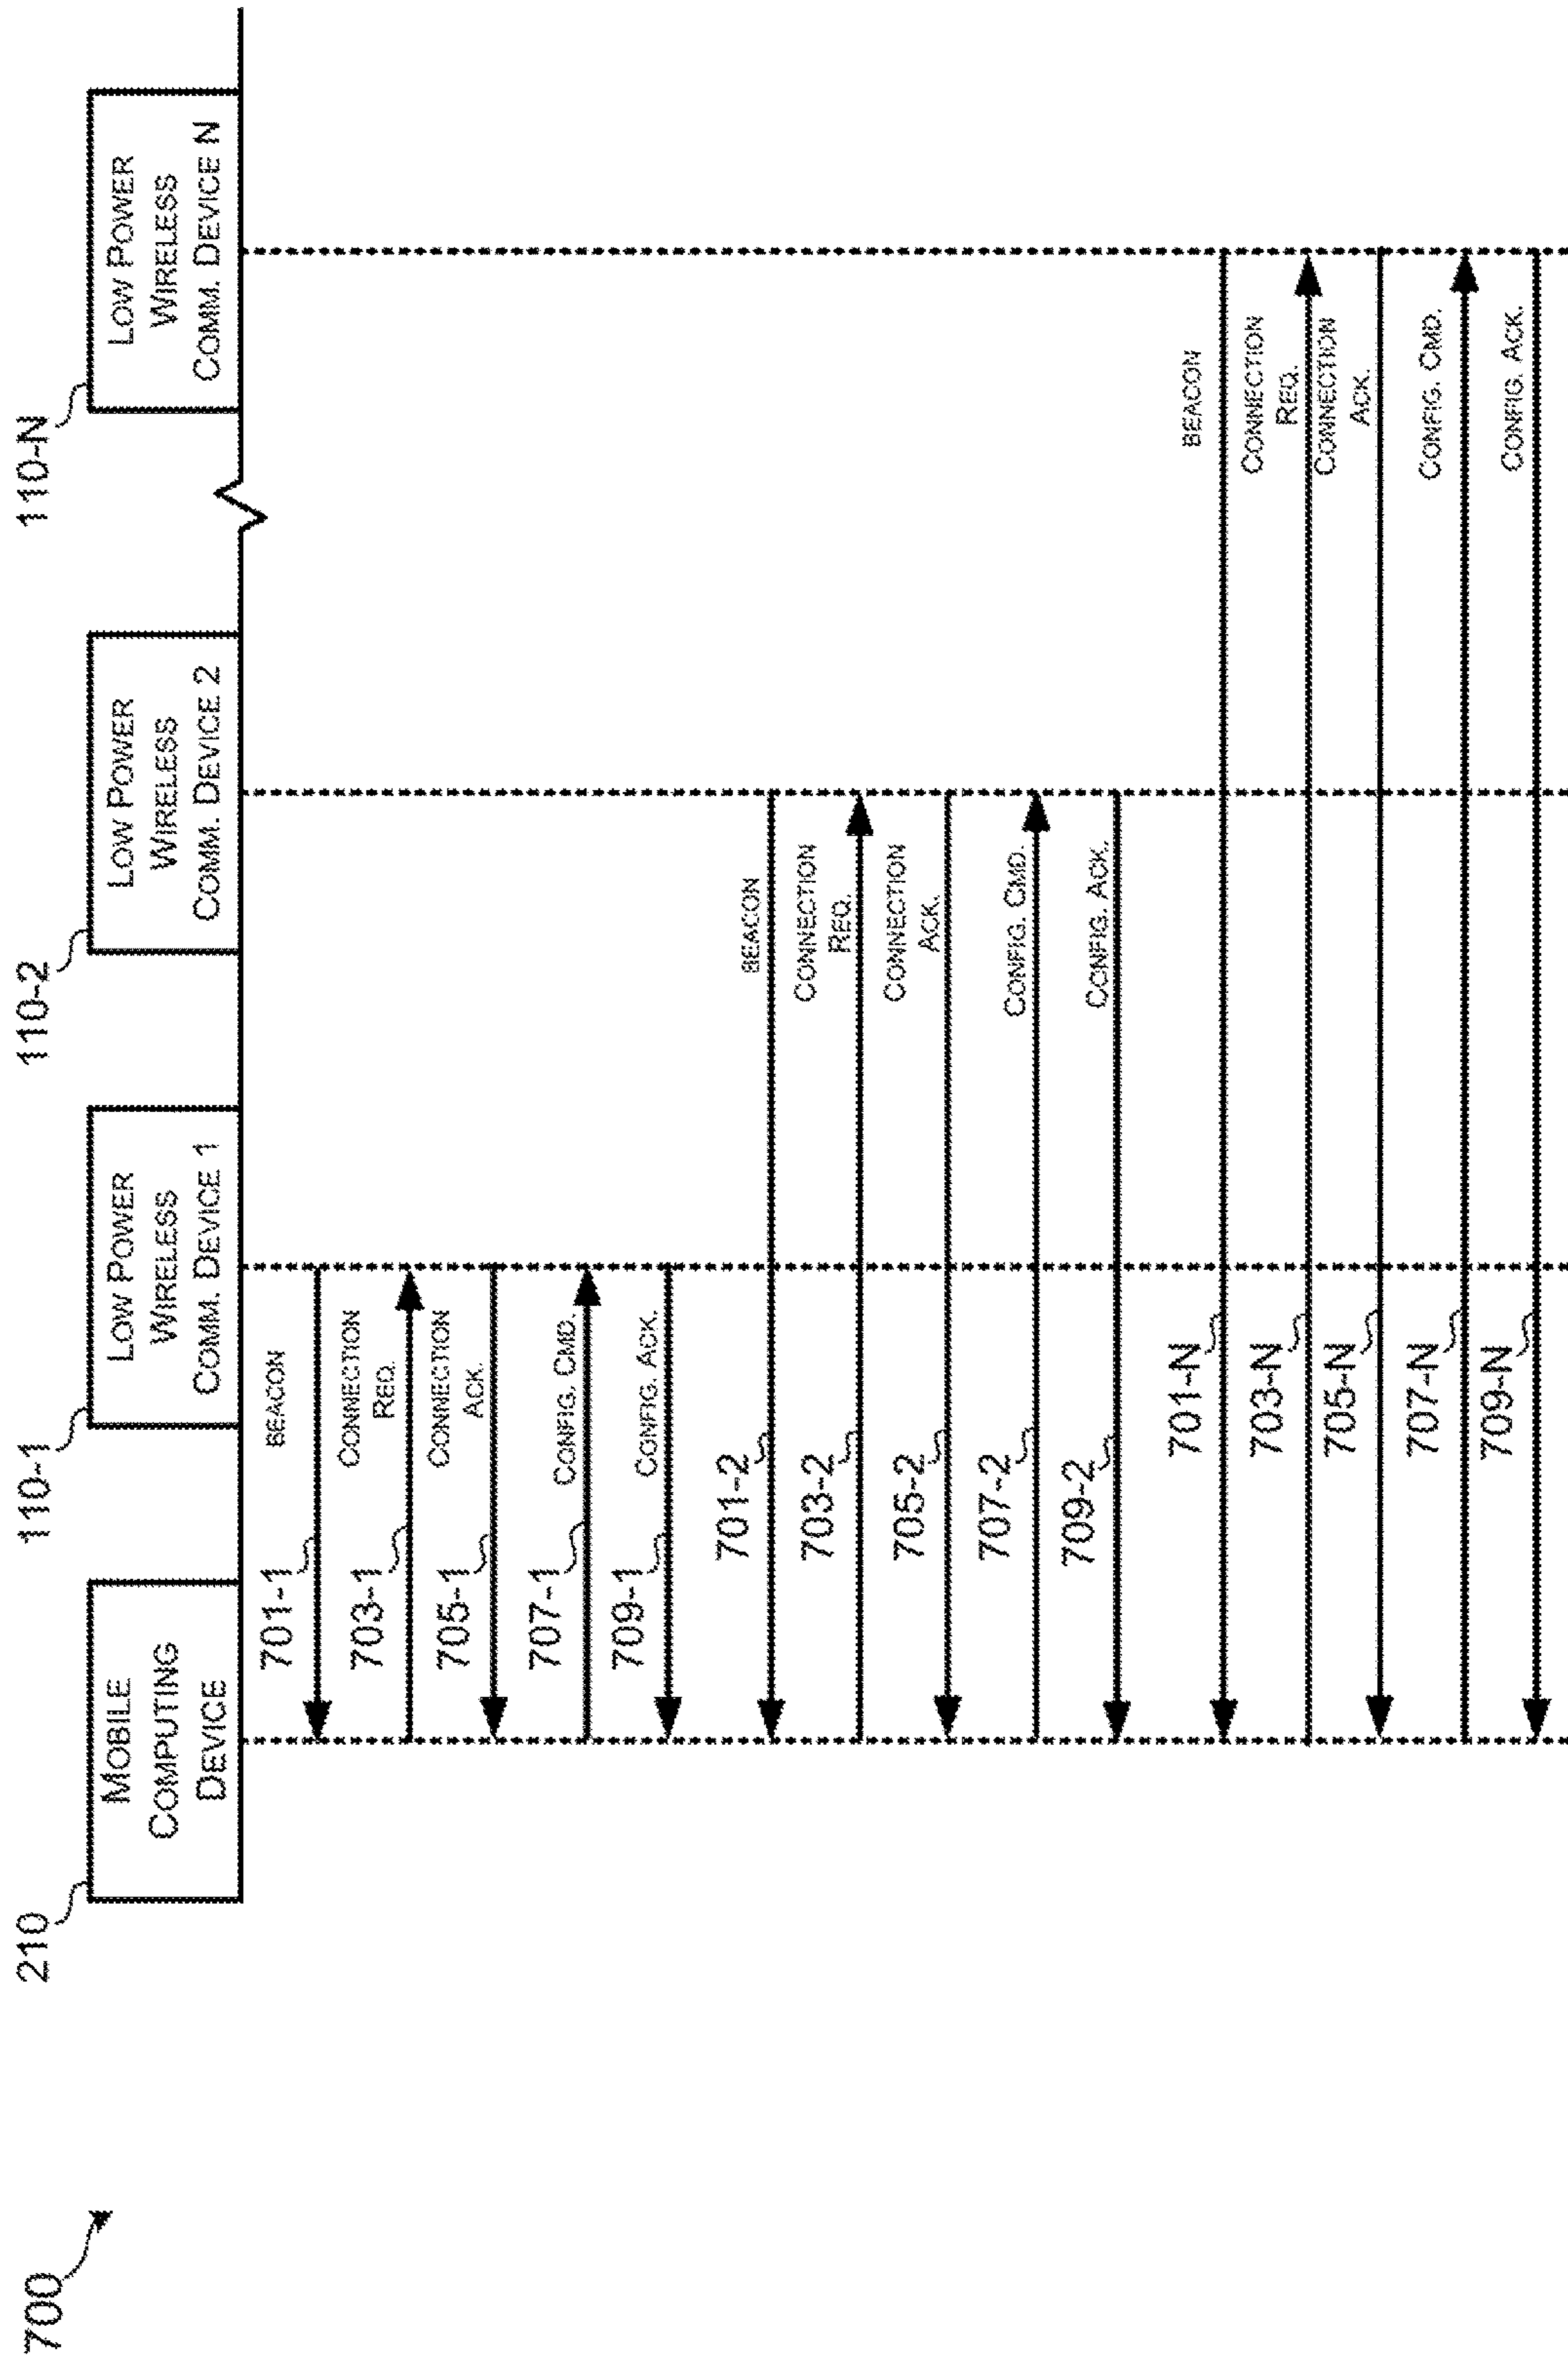 700
210
MOBILE
COMPUTING
DEVICE
110-1
LOW POWER
WIRELESS
COMM. DEVICE 1
110-2
LOW POWER
WIRELESS
COMM. DEVICE 2
110-N
LOW POWER
WIRELESS
COMM. DEVICE N
701-1
BEACON
703-1
CONNECTION
REQ.
705-1
CONNECTION
ACK.
707-1
CONFIG. CMD.
709-1
CONFIG. ACK.
701-2
BEACON
703-2
CONNECTION
REQ.
705-2
CONNECTION
ACK.
707-2
CONFIG. CMD.
709-2
CONFIG. ACK.
701-N
BEACON
703-N
CONNECTION
REQ.
705-N
CONNECTION
ACK.
707-N
CONFIG. CMD.
709-N
CONFIG. ACK.